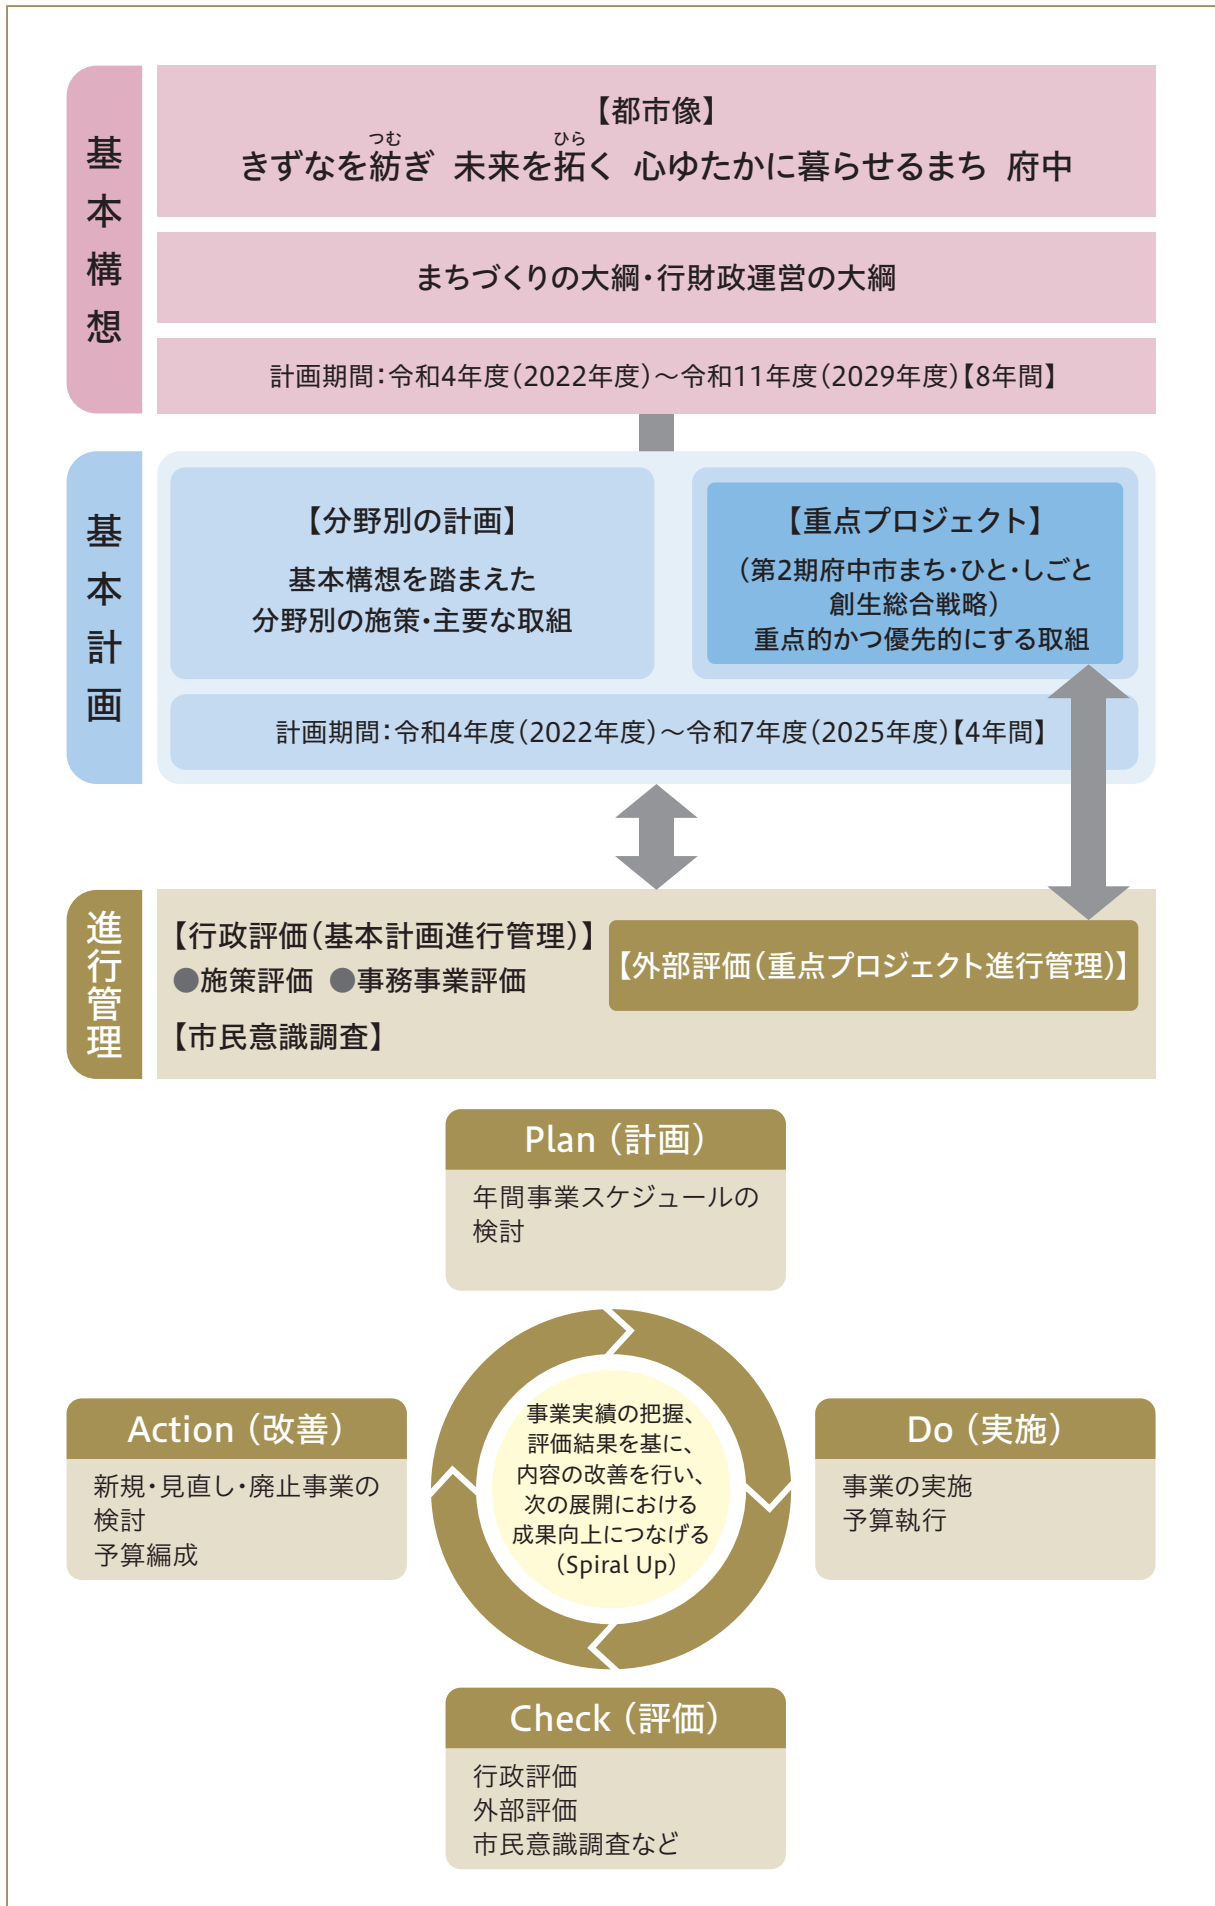 基本構想
【都市像】
きずなを紡ぎ 未来を拓く 心ゆたかに暮らせるまち 府中
つむ
ひら
まちづくりの大綱・行財政運営の大綱
計画期間：令和4年度（2022年度）～令和11年度（2029年度）【8年間】
基本計画
【分野別の計画】
基本構想を踏まえた
分野別の施策・主要な取組
【重点プロジェクト】
（第2期府中市まち・ひと・しごと
創生総合戦略）
重点的かつ優先的にする取組
計画期間：令和4年度（2022年度）～令和7年度（2025年度）【4年間】
進行管理
【行政評価（基本計画進行管理）】
●施策評価 ●事務事業評価
【市民意識調査】
【外部評価（重点プロジェクト進行管理）】
Plan（計画）
年間事業スケジュールの
検討
Action（改善）
新規・見直し・廃止事業の
検討
予算編成
事業実績の把握、
評価結果を基に、
内容の改善を行い、
次の展開における
成果向上につなげる
（Spiral Up）
Do（実施）
事業の実施
予算執行
Check（評価）
行政評価
外部評価
市民意識調査など